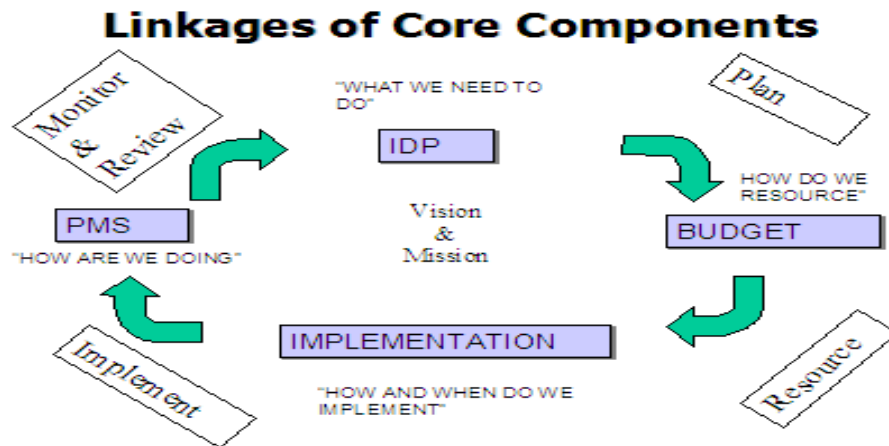 Linkages of Core Components
Monitor
&
Review
"WHAT WE NEED TO
DO"
Plan
IDP
HOW DO WE
RESOURCE"
PMS
Vision
&
Mission
BUDGET
"HOW ARE WE DOING"
IMPLEMENTATION
Implement
"HOW AND WHEN DO WE
IMPLEMENT"
Resource